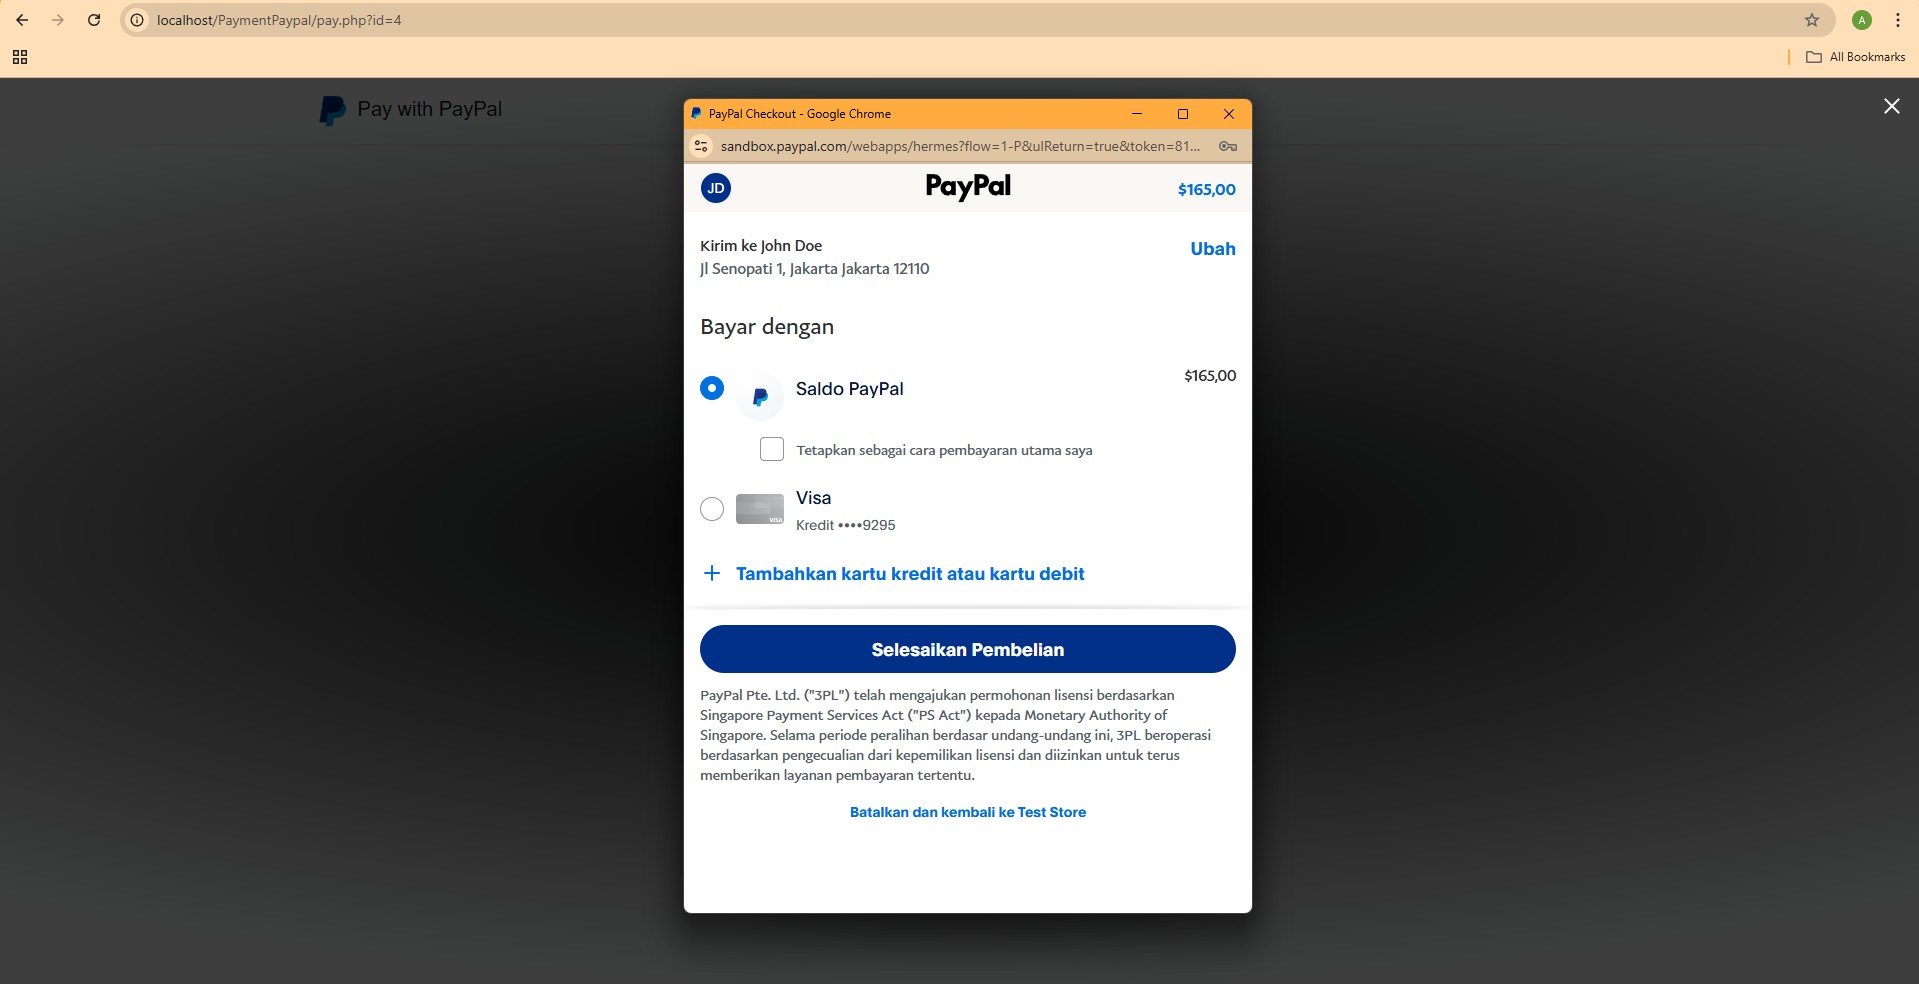 localhost/PaymentPaypal/pay.php?id=4
A
All Bookmarks
Pay with PayPal
PayPal Checkout - Google Chrome
sandbox.paypal.com/webapps/hermes?flow=1-P&ulReturn=true&token=81...
JD
PayPal
$165,00
Kirim ke John Doe
Ubah
Jl Senopati 1, Jakarta Jakarta 12110
Bayar dengan
Saldo PayPal
$165,00
Tetapkan sebagai cara pembayaran utama saya
Visa
VISA
Kredit ••••9295
+ Tambahkan kartu kredit atau kartu debit
Selesaikan Pembelian
PayPal Pte. Ltd. ("3PL") telah mengajukan permohonan lisensi berdasarkan
Singapore Payment Services Act ("PS Act") kepada Monetary Authority of
Singapore. Selama periode peralihan berdasar undang-undang ini, 3PL beroperasi
berdasarkan pengecualian dari kepemilikan lisensi dan diizinkan untuk terus
memberikan layanan pembayaran tertentu.
Batalkan dan kembali ke Test Store